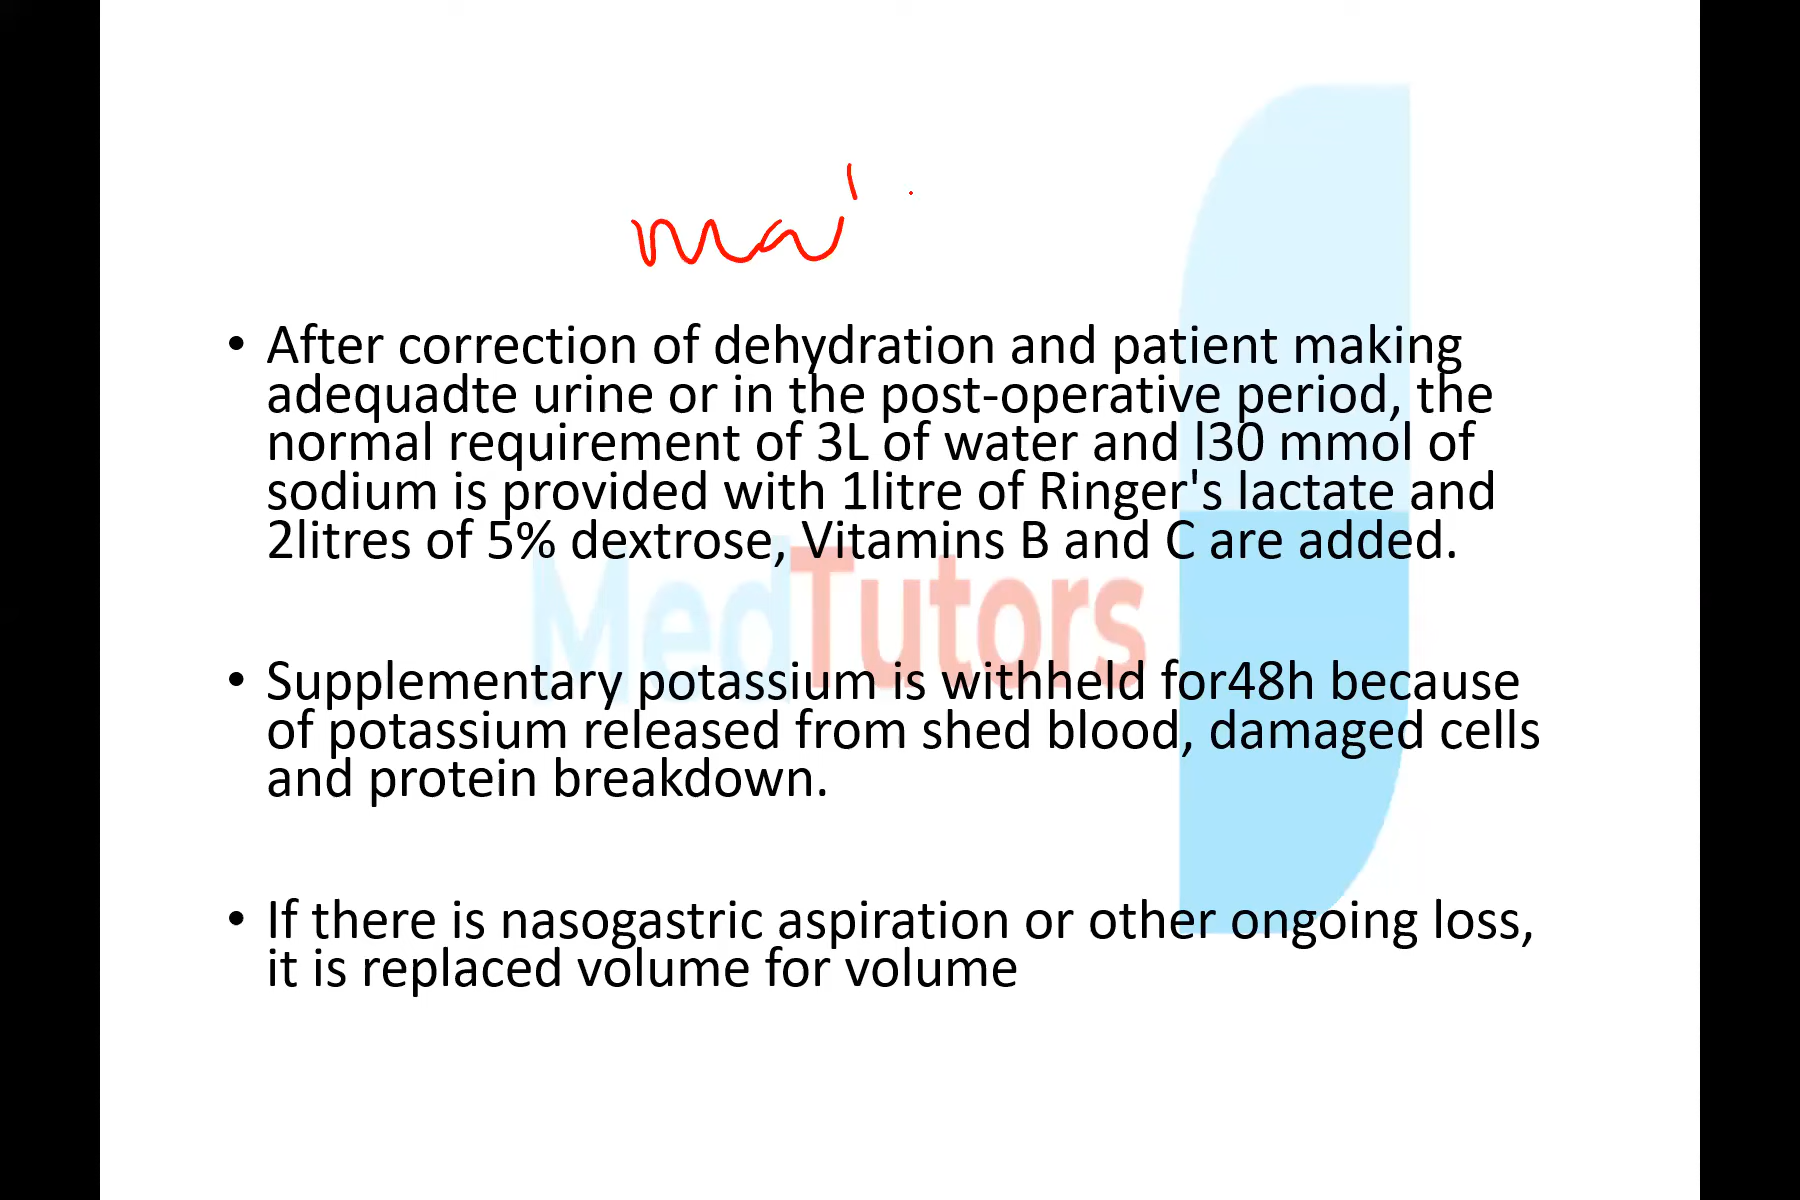 mai
• After correction of dehydration and patient making
adequadte urine or in the post-operative period, the
normal requirement of 3L of water and l30 mmol of
sodium is provided with 1litre of Ringer's lactate and
2litres of 5% dextrose, Vitamins B and C are added.
MedTutors
• Supplementary potassium is withheld for48h because
of potassium released from shed blood, damaged cells
and protein breakdown.
• If there is nasogastric aspiration or other ongoing loss,
it is replaced volume for volume